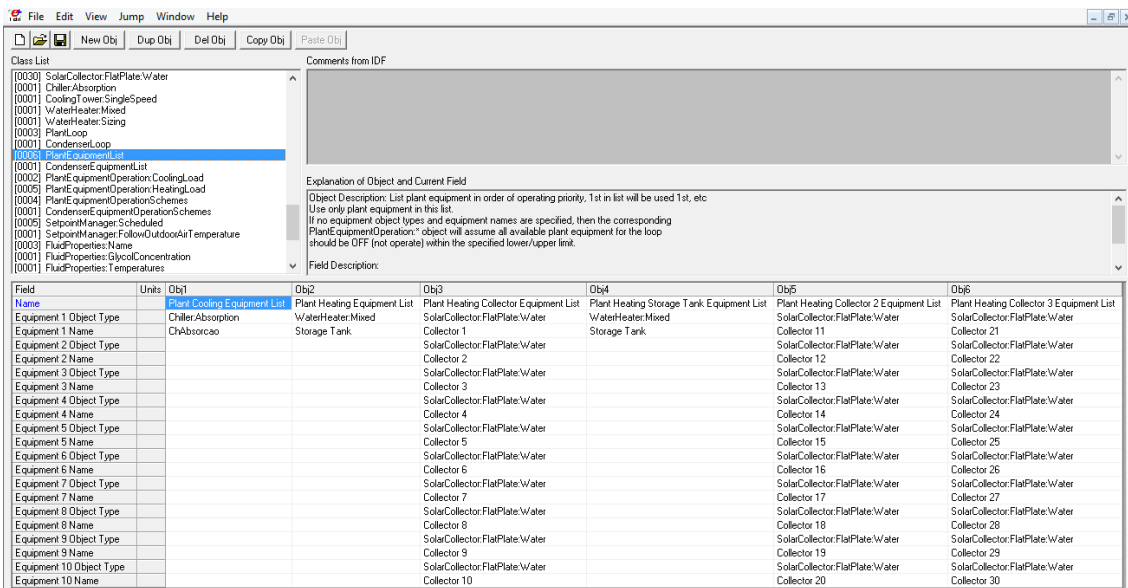 File Edit View Jump Window Help
New Obj Dup Obj Del Obj Copy Obj Paste Obj
Class List
[0030] SolarCollector:FlatPlate:Water
[0001] Chiller:Absorption
[0001] CoolingTower:SingleSpeed
[0001] WaterHeater:Mixed
[0001] WaterHeater:Sizing
[0003] PlantLoop
[0001] CondenserLoop
[0006] PlantEquipmentList
[0001] CondenserEquipmentList
[0002] PlantEquipmentOperation:CoolingLoad
[0005] PlantEquipmentOperation:HeatingLoad
[0004] PlantEquipmentOperationSchemes
[0001] CondenserEquipmentOperationSchemes
[0005] SetpointManager:Scheduled
[0001] SetpointManager:FollowOutdoorAirTemperature
[0003] FluidProperties:Name
[0001] FluidProperties:GlycolConcentration
[0001] FluidProperties:Temperatures
Comments from IDF
Explanation of Object and Current Field
Object Description: List plant equipment in order of operating priority, 1st in list will be used 1st, etc
Use only plant equipment in this list.
If no equipment object types and equipment names are specified, then the corresponding
PlantEquipmentOperation:* object will assume all available plant equipment for the loop
should be OFF (not operate) within the specified lower/upper limit.
Field Description:
Field Units Obj1 Obj2 Obj3 Obj4 Obj5 Obj6
Name Plant Cooling Equipment List Plant Heating Equipment List Plant Heating Collector Equipment List Plant Heating Storage Tank Equipment List Plant Heating Collector 2 Equipment List Plant Heating Collector 3 Equipment List
Equipment 1 Object Type Chiller:Absorption WaterHeater:Mixed SolarCollector:FlatPlate:Water WaterHeater:Mixed SolarCollector:FlatPlate:Water SolarCollector:FlatPlate:Water
Equipment 1 Name ChAbsorcao Storage Tank Collector 1 Storage Tank Collector 11 Collector 21
Equipment 2 Object Type SolarCollector:FlatPlate:Water SolarCollector:FlatPlate:Water SolarCollector:FlatPlate:Water
Equipment 2 Name Collector 2 Collector 12 Collector 22
Equipment 3 Object Type SolarCollector:FlatPlate:Water SolarCollector:FlatPlate:Water SolarCollector:FlatPlate:Water
Equipment 3 Name Collector 3 Collector 13 Collector 23
Equipment 4 Object Type SolarCollector:FlatPlate:Water SolarCollector:FlatPlate:Water SolarCollector:FlatPlate:Water
Equipment 4 Name Collector 4 Collector 14 Collector 24
Equipment 5 Object Type SolarCollector:FlatPlate:Water SolarCollector:FlatPlate:Water SolarCollector:FlatPlate:Water
Equipment 5 Name Collector 5 Collector 15 Collector 25
Equipment 6 Object Type SolarCollector:FlatPlate:Water SolarCollector:FlatPlate:Water SolarCollector:FlatPlate:Water
Equipment 6 Name Collector 6 Collector 16 Collector 26
Equipment 7 Object Type SolarCollector:FlatPlate:Water SolarCollector:FlatPlate:Water SolarCollector:FlatPlate:Water
Equipment 7 Name Collector 7 Collector 17 Collector 27
Equipment 8 Object Type SolarCollector:FlatPlate:Water SolarCollector:FlatPlate:Water SolarCollector:FlatPlate:Water
Equipment 8 Name Collector 8 Collector 18 Collector 28
Equipment 9 Object Type SolarCollector:FlatPlate:Water SolarCollector:FlatPlate:Water SolarCollector:FlatPlate:Water
Equipment 9 Name Collector 9 Collector 19 Collector 29
Equipment 10 Object Type SolarCollector:FlatPlate:Water SolarCollector:FlatPlate:Water SolarCollector:FlatPlate:Water
Equipment 10 Name Collector 10 Collector 20 Collector 30